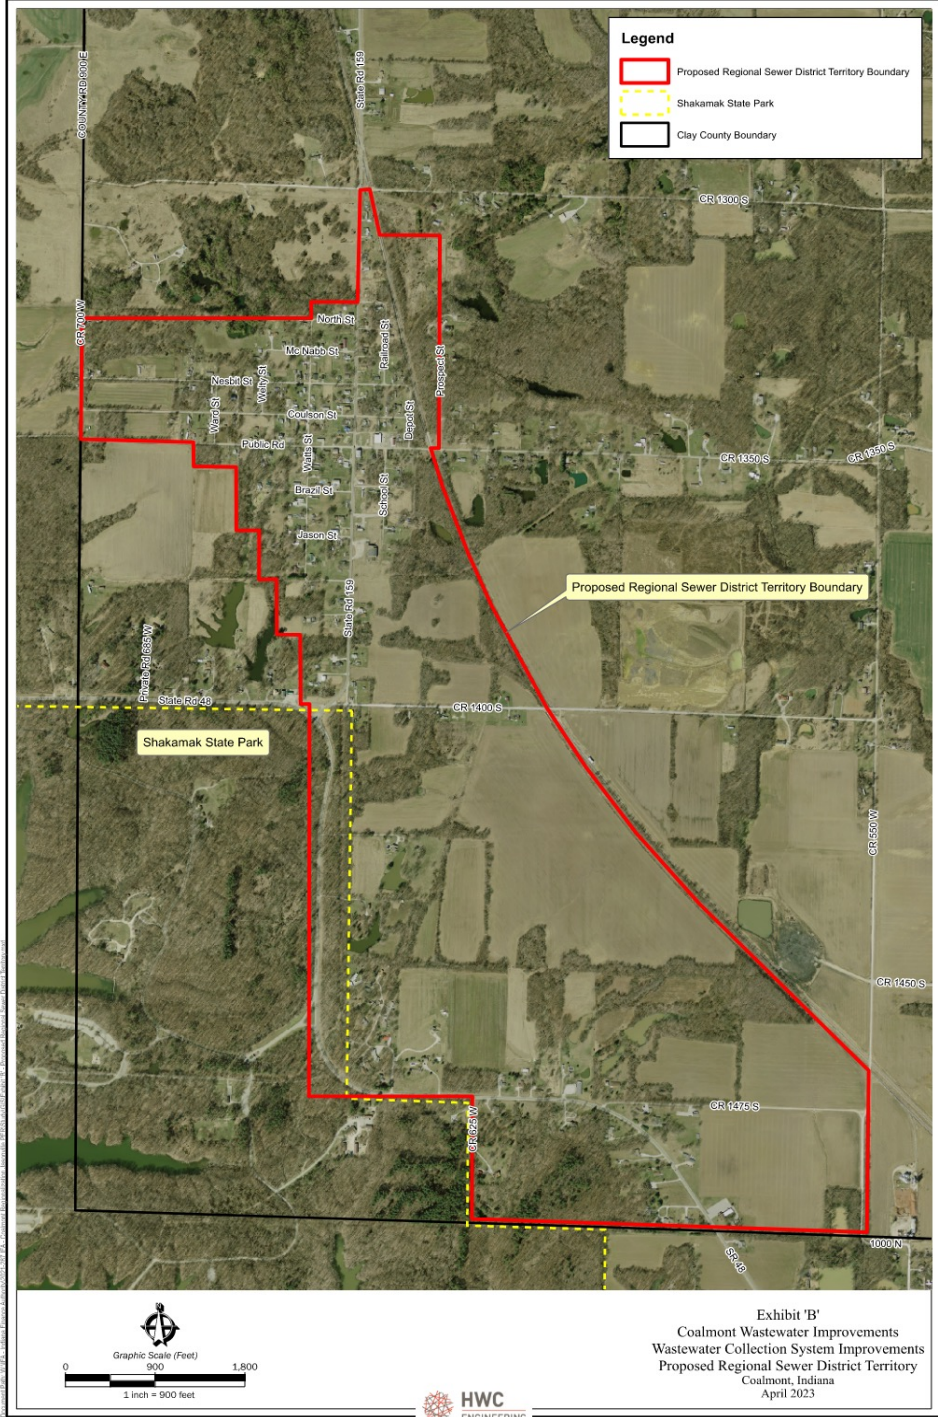 Legend
Proposed Regional Sewer District Territory Boundary
Shakamak State Park
Clay County Boundary
COUNTY RD 900 E
State Rd 159
CR 1300 S
CR 700 W
North St
Mc Nabb St
Railroad St
Prospect St
Nesbit St
Whity St
Ward St
Coulson St
Depot St
Public Rd
Watts St
CR 1350 S
CR 1350 S
Brazil St
School St
Jason St
Proposed Regional Sewer District Territory Boundary
State Rd 159
Private Rd 685 W
State Rd 48
CR 1400 S
Shakamak State Park
CR 550 W
CR 1450 S
CR 1475 S
CR 625 W
1000 N
SR 48
N
Graphic Scale (Feet)
0 900 1,800
1 inch = 900 feet
Exhibit 'B'
Coalmont Wastewater Improvements
Wastewater Collection System Improvements
Proposed Regional Sewer District Territory
Coalmont, Indiana
April 2023
HWC
ENGINEERING